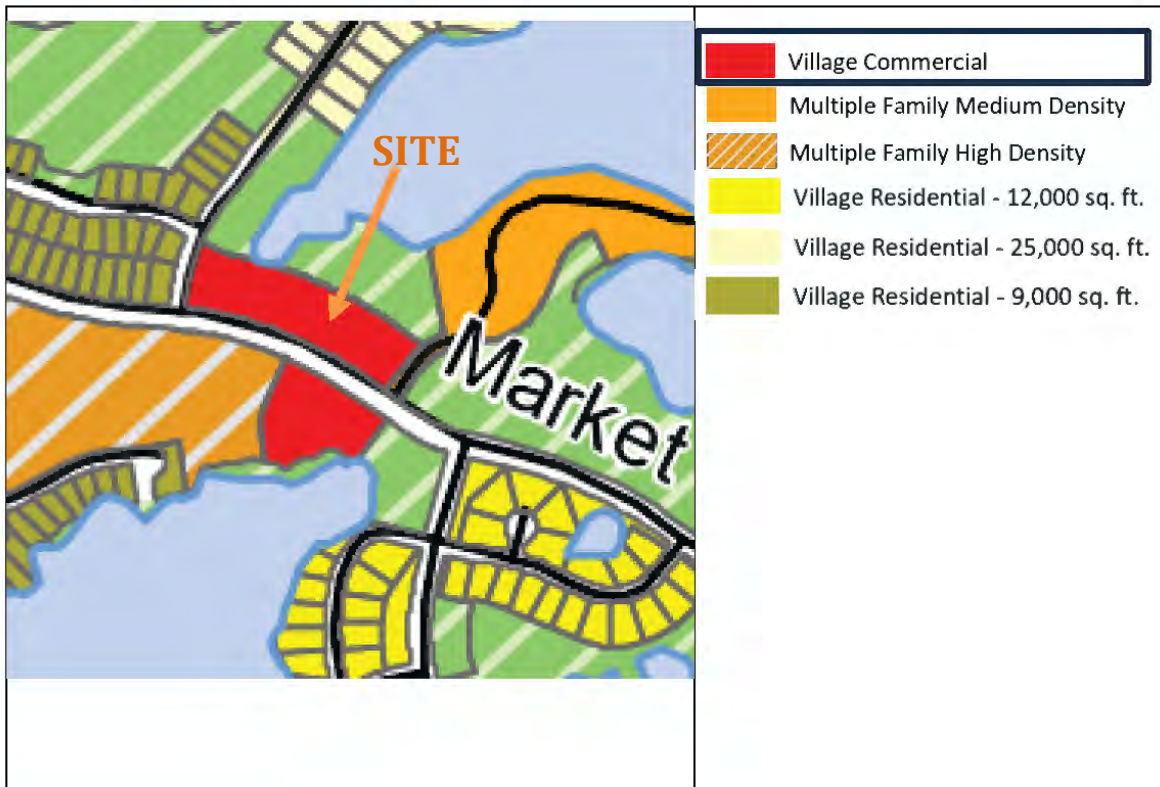 SITE
Market
Village Commercial
Multiple Family Medium Density
Multiple Family High Density
Village Residential - 12,000 sq. ft.
Village Residential - 25,000 sq. ft.
Village Residential - 9,000 sq. ft.